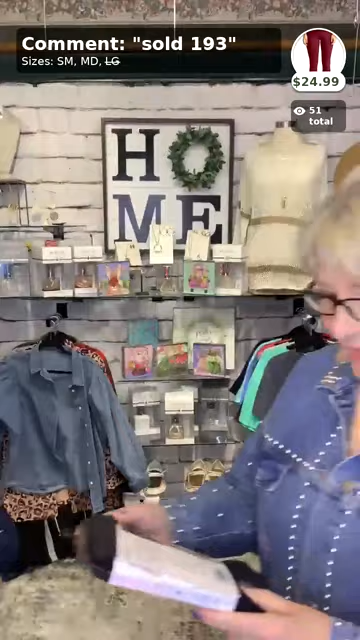 Comment: "sold 193"
Sizes: SM, MD, LG
$24.99
51
total
HO
ME